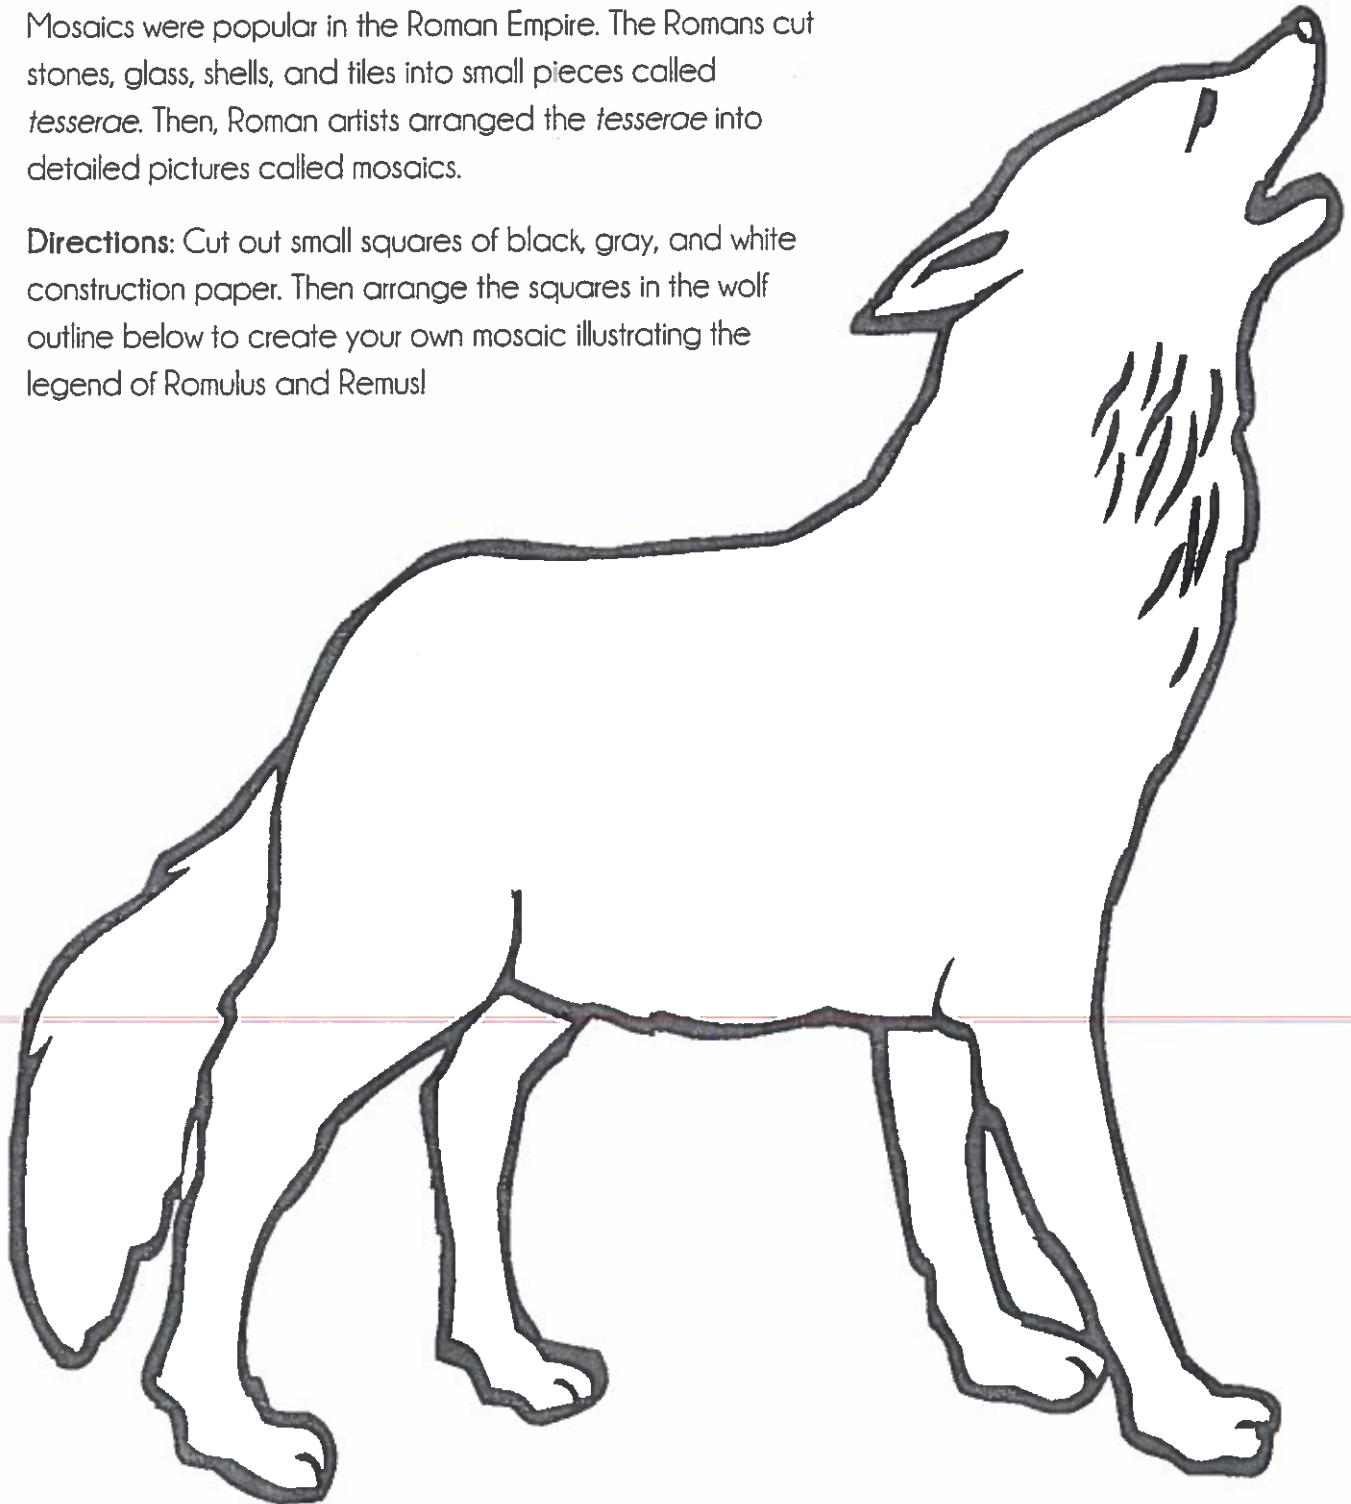 Mosaics were popular in the Roman Empire. The Romans cut
stones, glass, shells, and tiles into small pieces called
tesserae. Then, Roman artists arranged the tesserae into
detailed pictures called mosaics.
Directions: Cut out small squares of black, gray, and white
construction paper. Then arrange the squares in the wolf
outline below to create your own mosaic illustrating the
legend of Romulus and Remus!